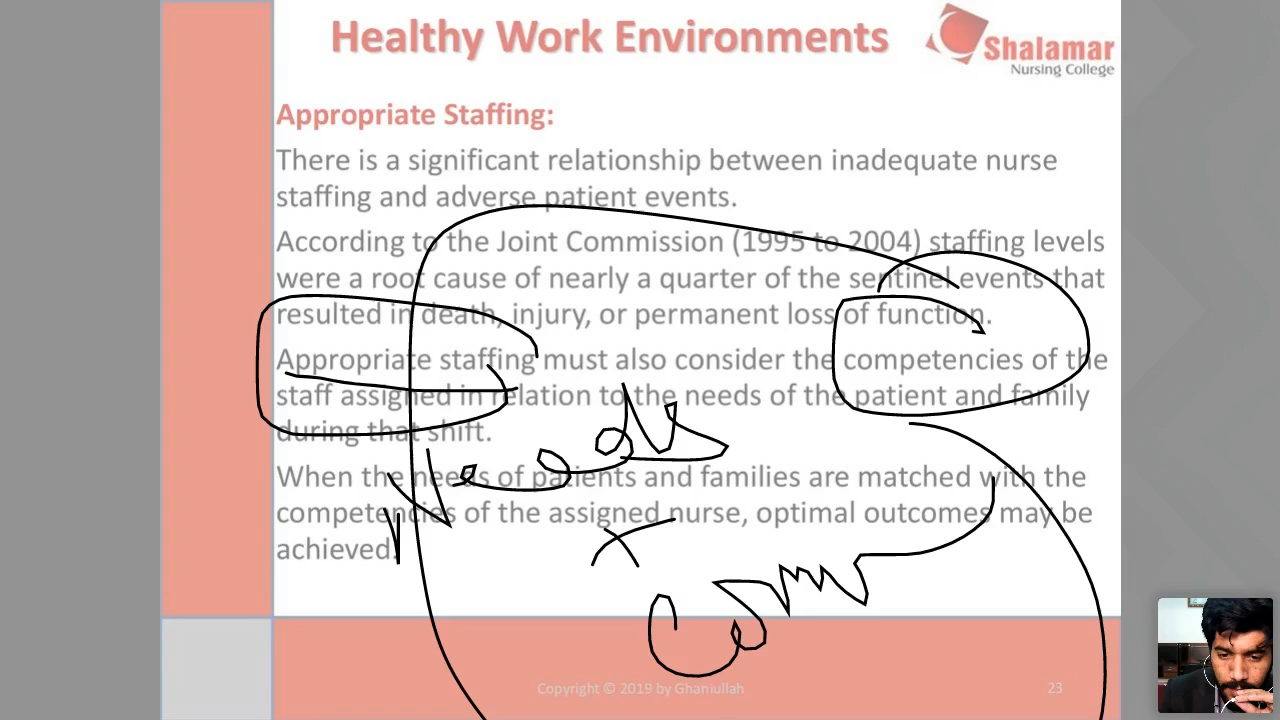 Healthy Work Environments
Shalamar
Nursing College
Appropriate Staffing:
There is a significant relationship between inadequate nurse
staffing and adverse patient events.
According to the Joint Commission (1995 to 2004) staffing levels
were a root cause of nearly a quarter of the sentinel events that
resulted in death, injury, or permanent loss of function.
Appropriate staffing must also consider the competencies of the
staff assigned in relation to the needs of the patient and family
during that shift.
Needs
When the needs of patients and families are matched with the
competencies of the assigned nurse, optimal outcomes may be
achieved.
Copyright © 2019 by Ghaniullah
23